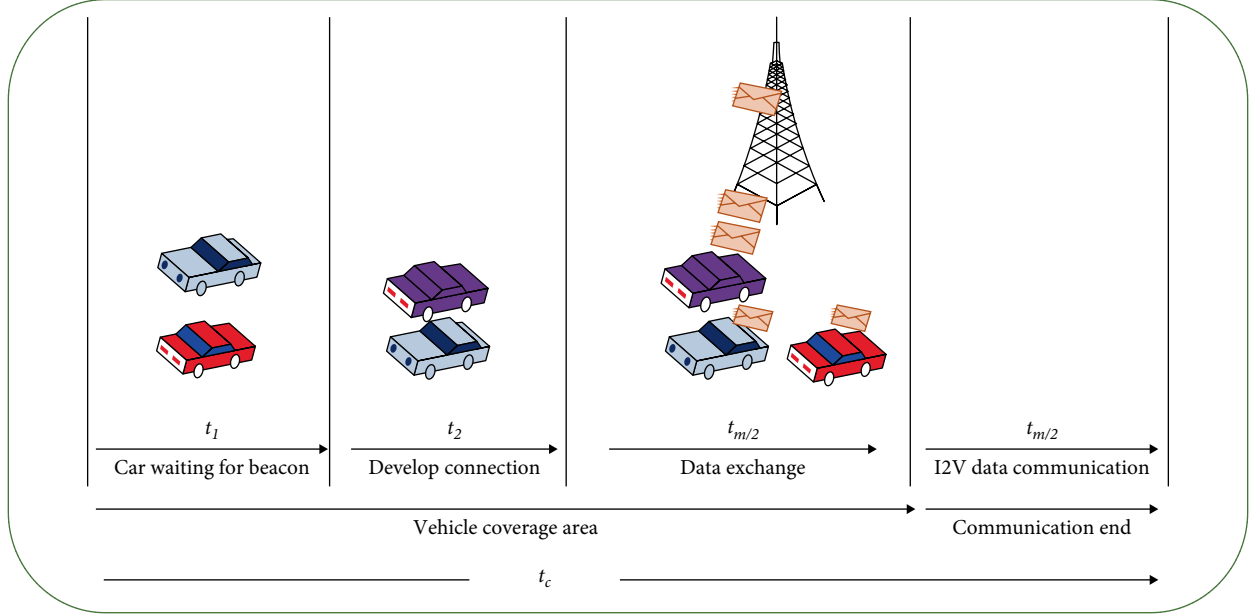 t1 t2 tm/2 tm/2
Car waiting for beacon Develop connection Data exchange I2V data communication
Vehicle coverage area Communication end
tc